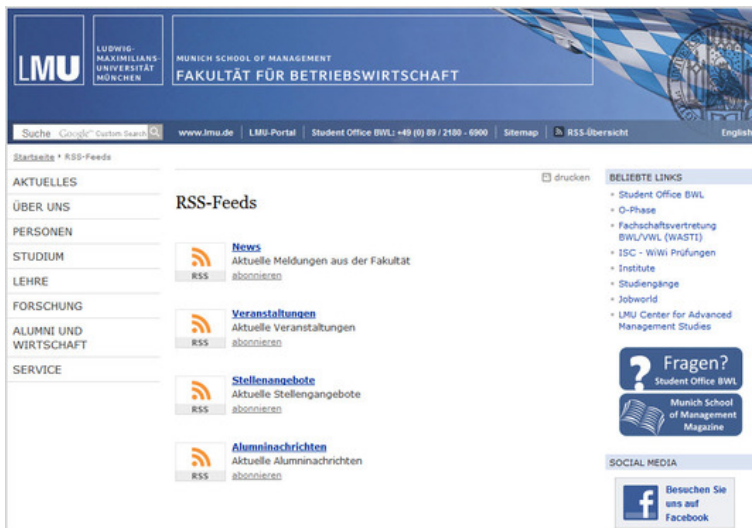 LMU
LUDWIG-
MAXIMILIANS-
UNIVERSITÄT
MÜNCHEN
MUNICH SCHOOL OF MANAGEMENT
FAKULTÄT FÜR BETRIEBSWIRTSCHAFT
Suche Google™ Custom Search
www.lmu.de | LMU-Portal | Student Office BWL: +49 (0) 89 / 2180 - 6900 | Sitemap | RSS-Übersicht
English
Startseite › RSS-Feeds
AKTUELLES
ÜBER UNS
PERSONEN
STUDIUM
LEHRE
FORSCHUNG
ALUMNI UND
WIRTSCHAFT
SERVICE
drucken
RSS-Feeds
RSS
News
Aktuelle Meldungen aus der Fakultät
abonnieren
RSS
Veranstaltungen
Aktuelle Veranstaltungen
abonnieren
RSS
Stellenangebote
Aktuelle Stellengangebote
abonnieren
RSS
Alumninachrichten
Aktuelle Alumninachrichten
abonnieren
BELIEBTE LINKS
Student Office BWL
O-Phase
Fachschaftsvertretung
BWL/VWL (WASTI)
ISC - WiWi Prüfungen
Institute
Studiengänge
Jobworld
LMU Center for Advanced
Management Studies
? Fragen?
Student Office BWL
Munich School
of Management
Magazine
SOCIAL MEDIA
f
Besuchen Sie
uns auf
Facebook